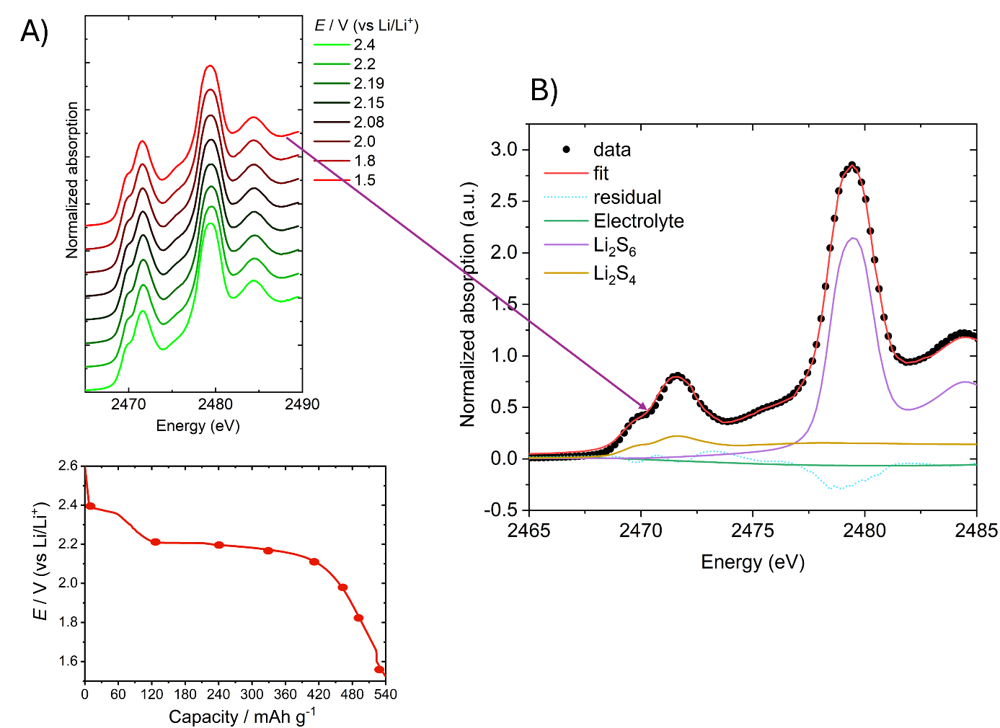 A)
E / V (vs Li/Li⁺)
2.4
2.2
2.19
2.15
2.08
2.0
1.8
1.5
Normalized absorption
2470
2480
2490
Energy (eV)
B)
data
fit
residual
Electrolyte
Li₂S₆
Li₂S₄
Normalized absorption (a.u.)
3.0
2.5
2.0
1.5
1.0
0.5
0.0
-0.5
2465
2470
2475
2480
2485
Energy (eV)
E / V (vs Li/Li⁺)
2.6
2.4
2.2
2.0
1.8
1.6
0
60
120
180
240
300
360
420
480
540
Capacity / mAh g⁻¹